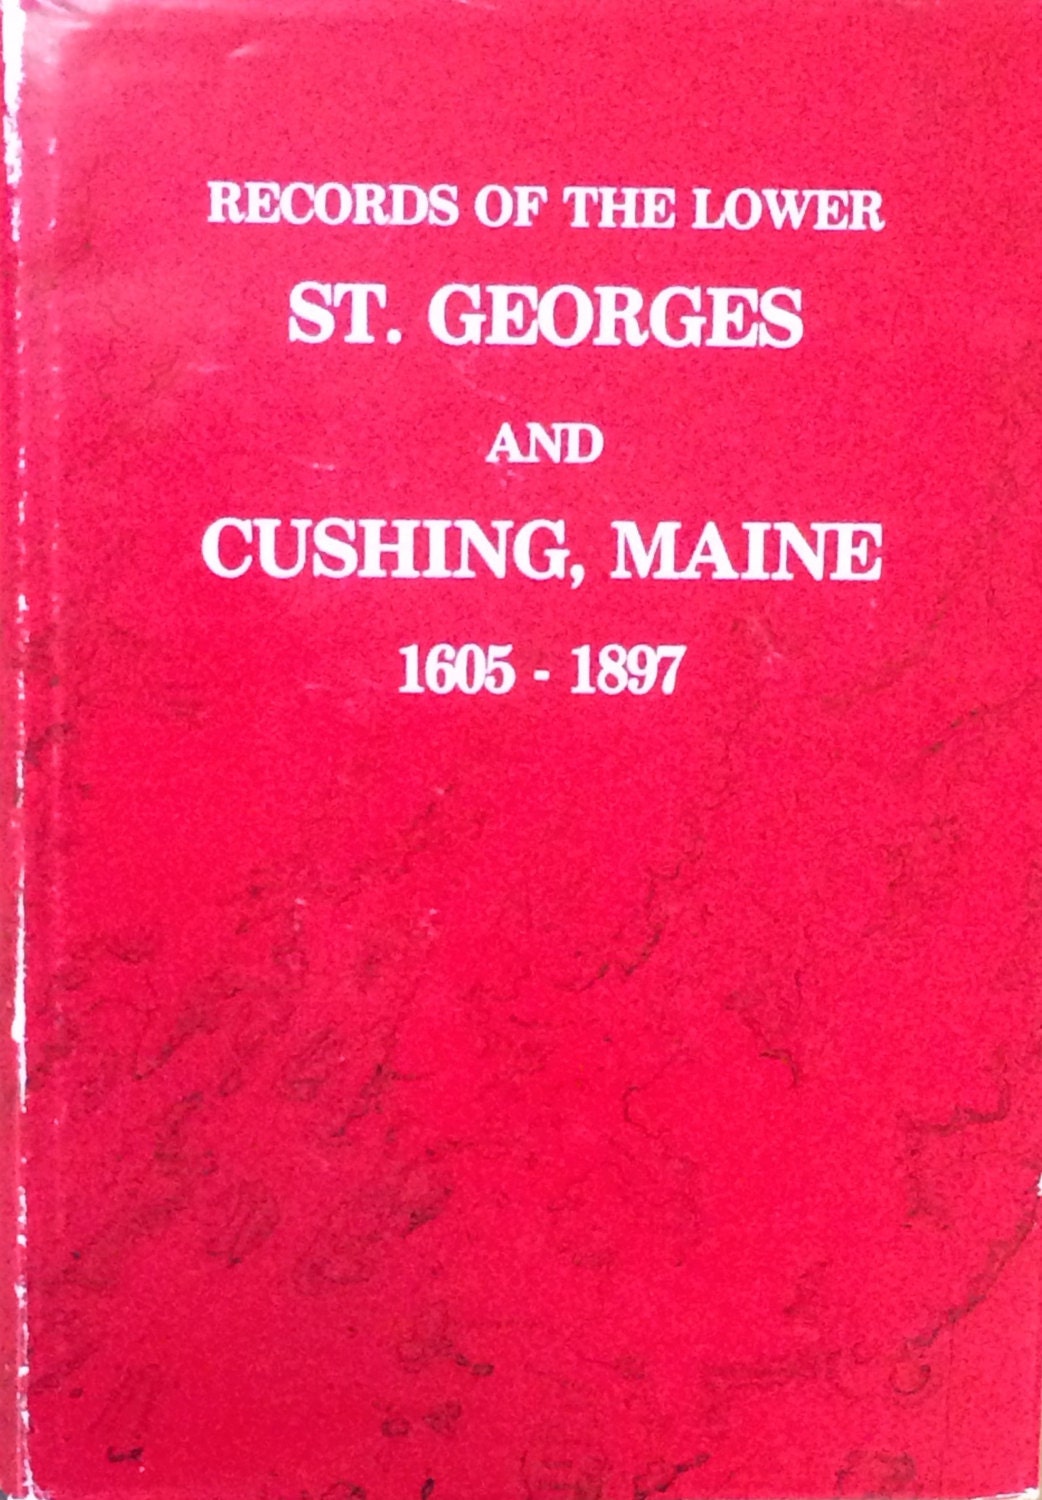 RECORDS OF THE LOWER
ST. GEORGES
AND
CUSHING, MAINE
1605 - 1897